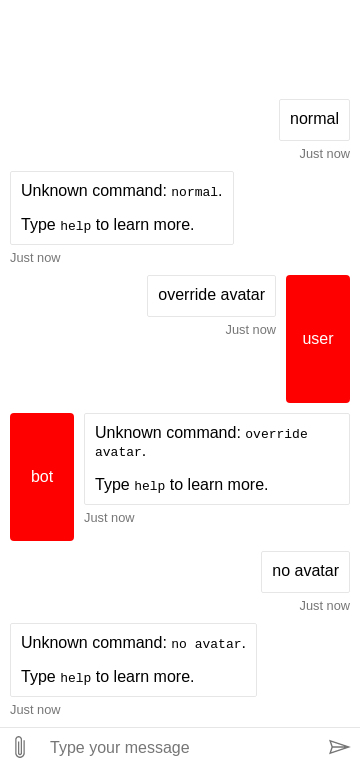 normal
Just now
Unknown command: normal.
Type help to learn more.
Just now
override avatar
Just now
user
bot
Unknown command: override
avatar.
Type help to learn more.
Just now
no avatar
Just now
Unknown command: no avatar.
Type help to learn more.
Just now
Type your message